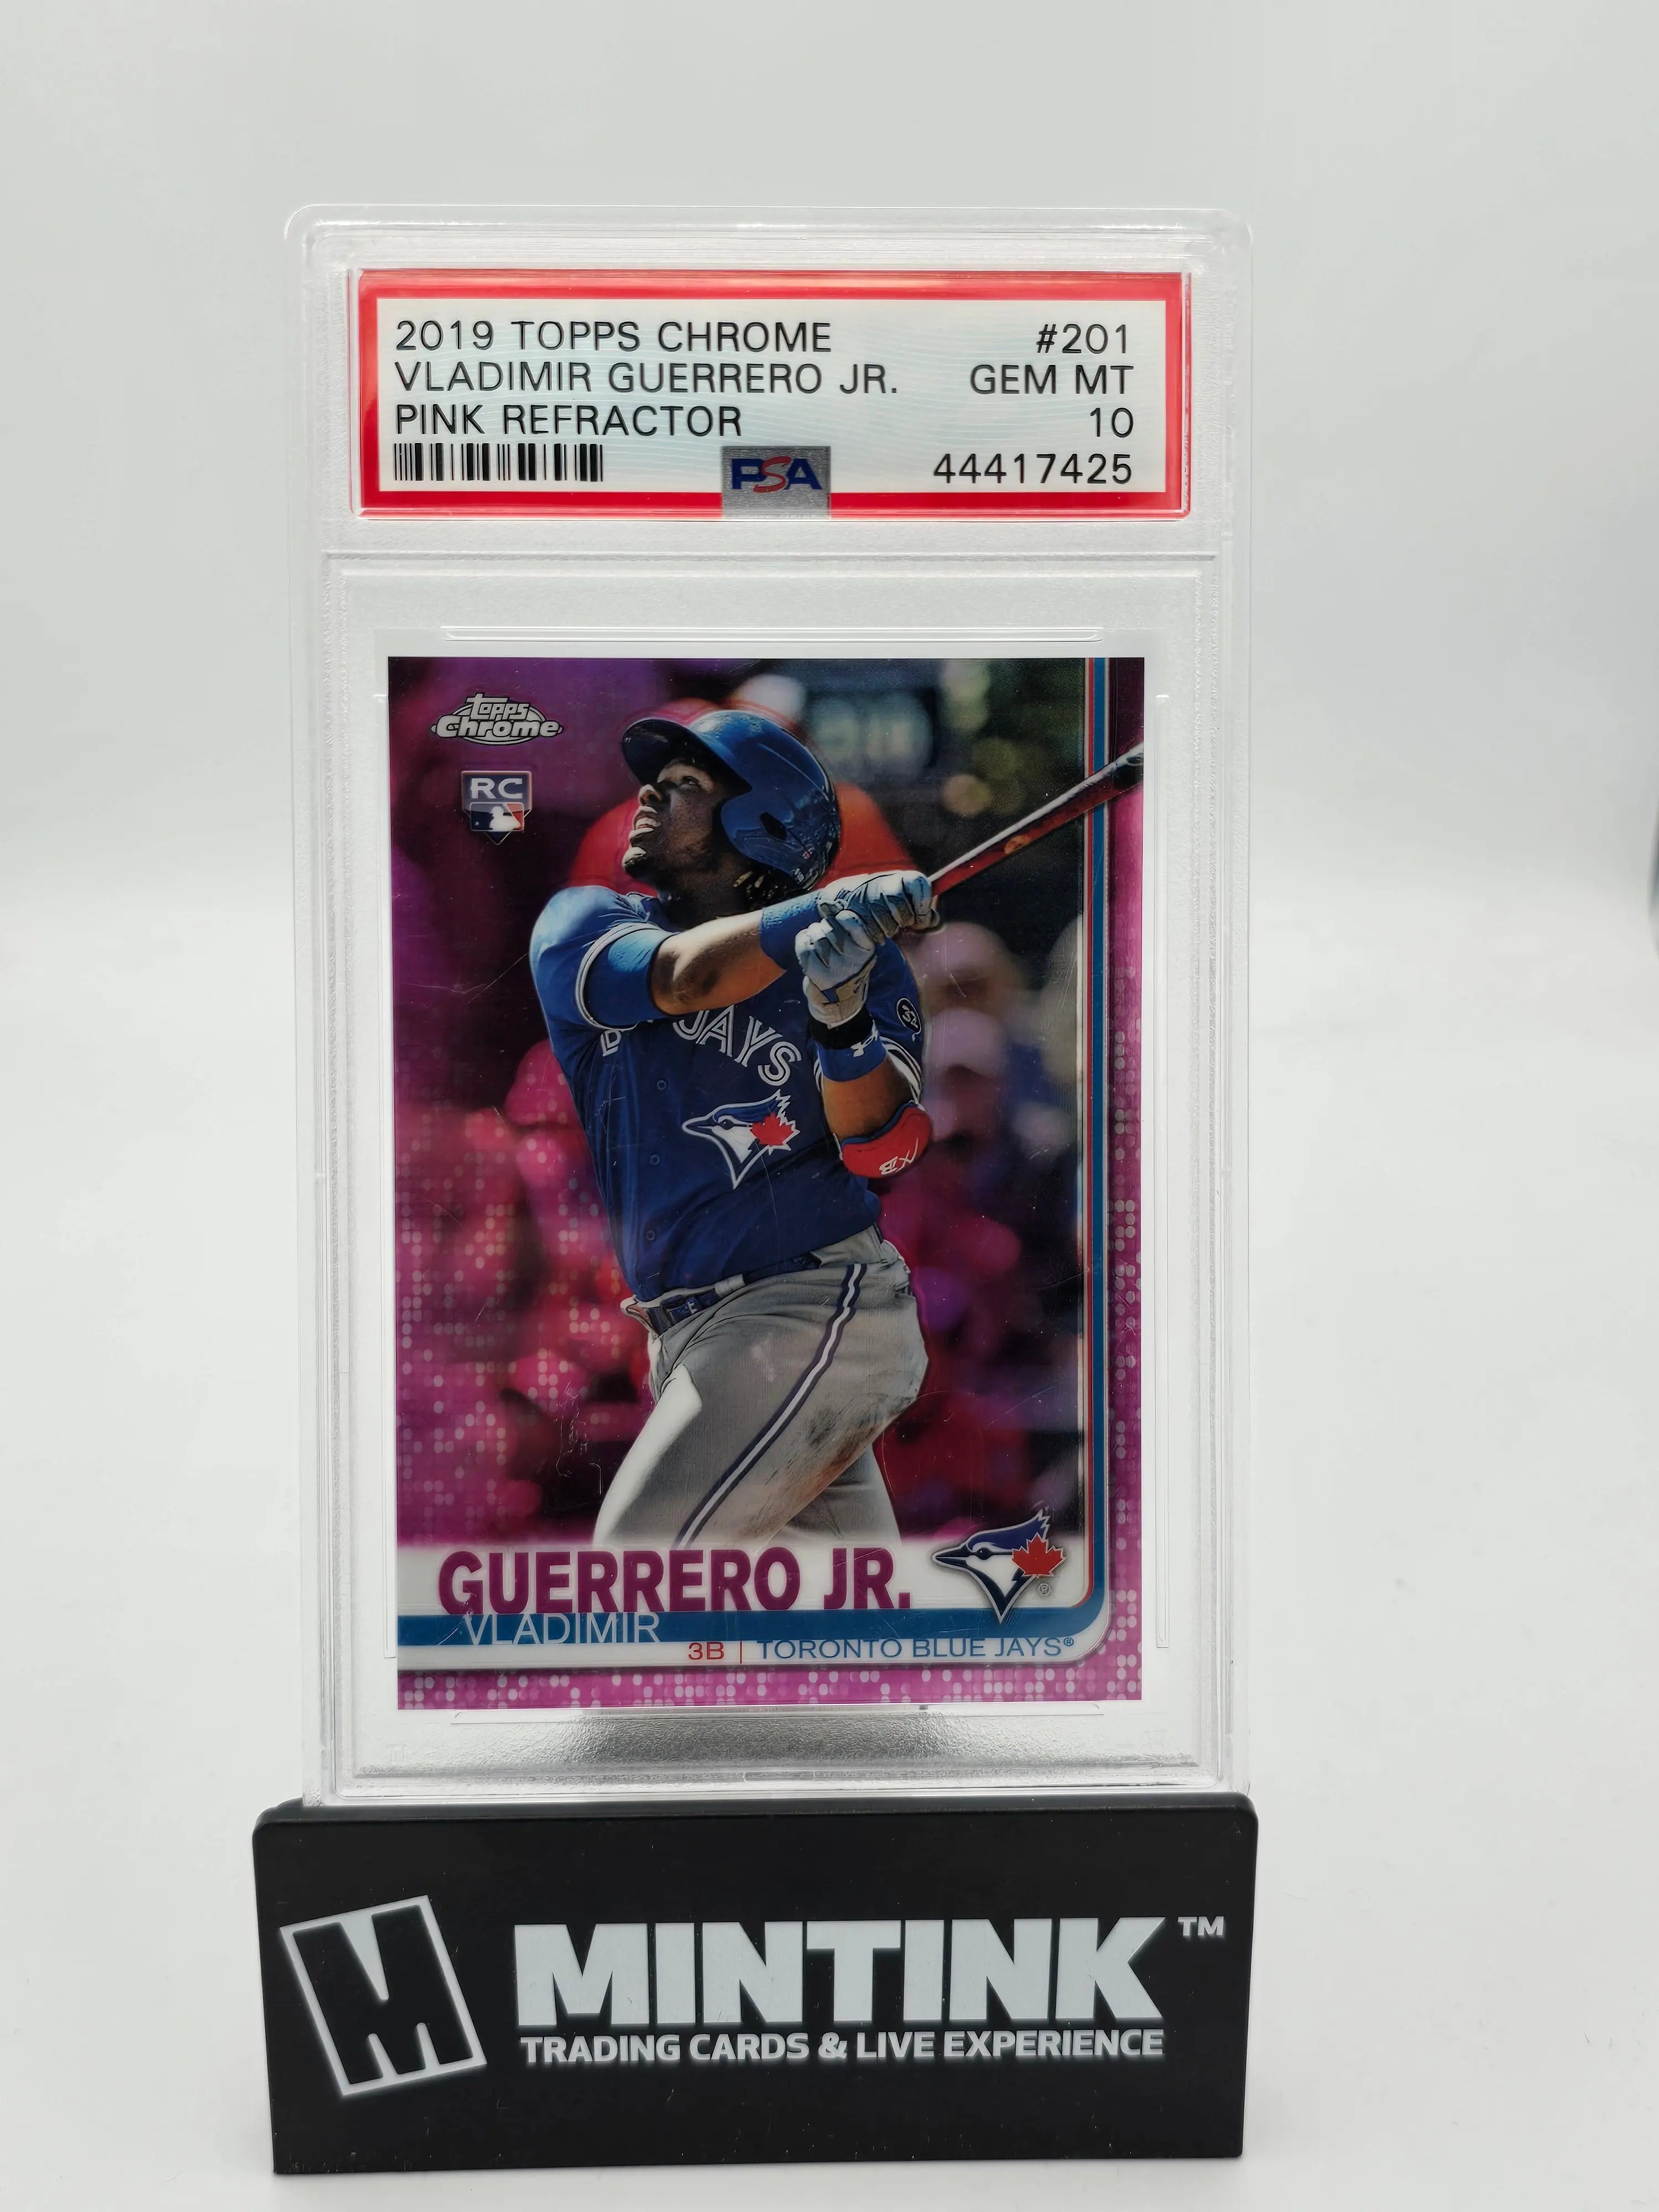 2019 TOPPS CHROME #201
VLADIMIR GUERRERO JR. GEM MT
PINK REFRACTOR 10
PSA 44417425
Topps
Chrome
RC
32
JAYS
GUERRERO JR.
VLADIMIR
3B | TORONTO BLUE JAYS®
M MINTINK™
TRADING CARDS & LIVE EXPERIENCE